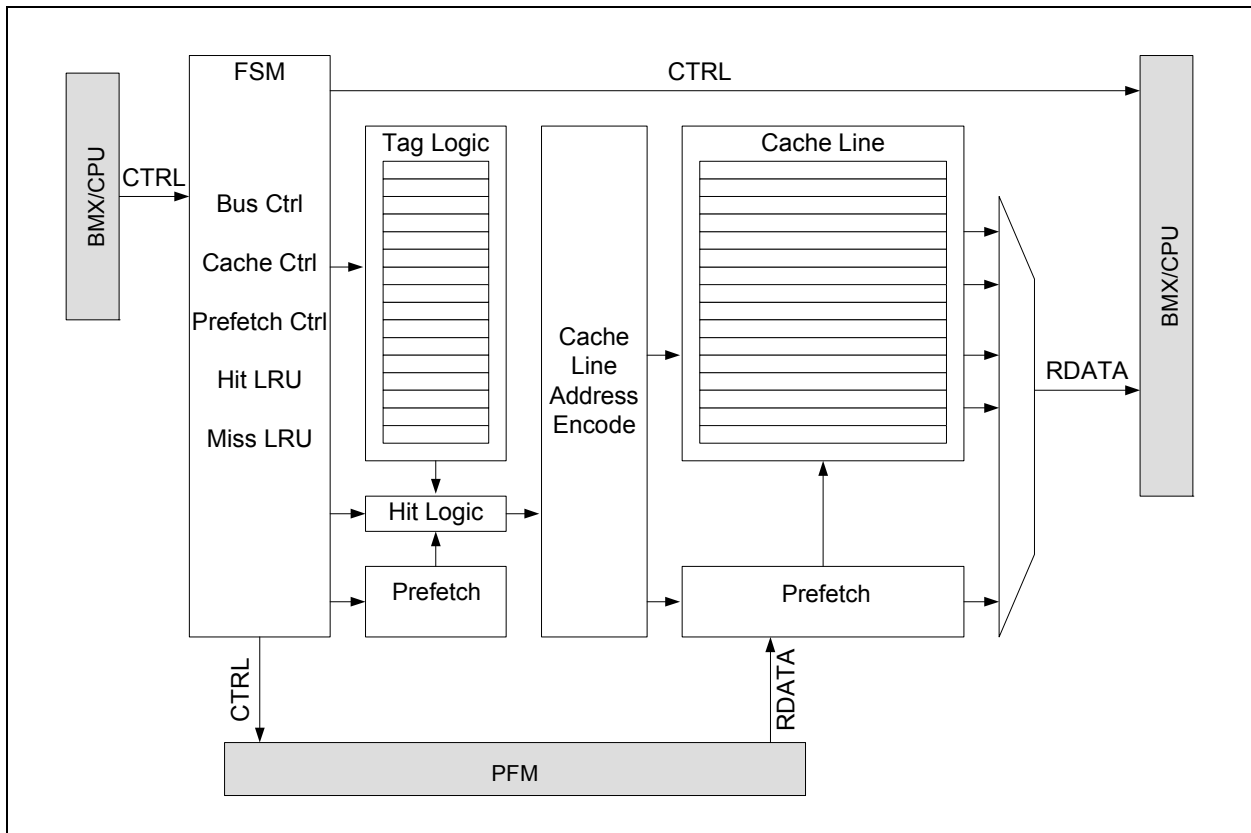 FSM
CTRL
BMX/CPU
CTRL
Bus Ctrl
Cache Ctrl
Prefetch Ctrl
Hit LRU
Miss LRU
Tag Logic
Hit Logic
Prefetch
Cache
Line
Address
Encode
Cache Line
Prefetch
RDATA
BMX/CPU
CTRL
RDATA
PFM